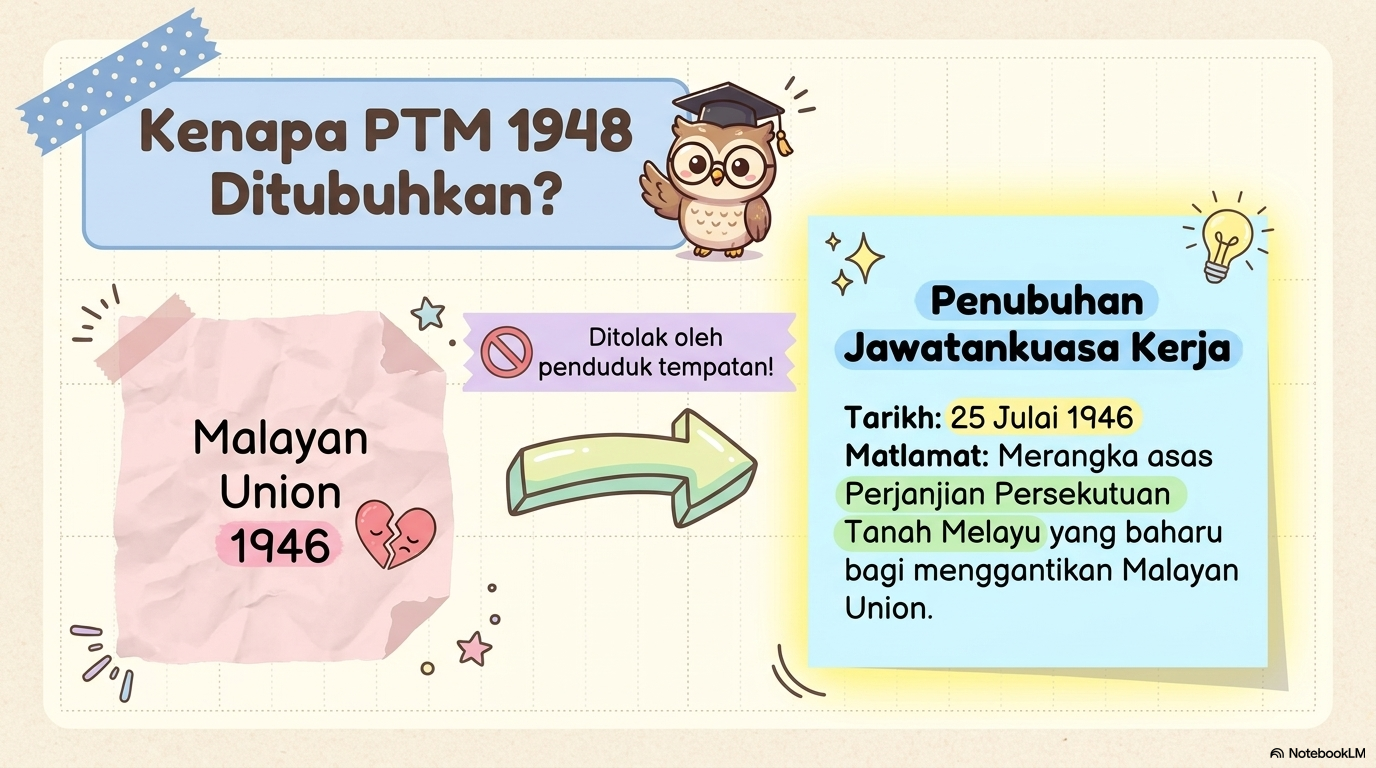 Kenapa PTM 1948
Ditubuhkan?
Malayan
Union
1946
Ditolak oleh
penduduk tempatan!
Penubuhan
Jawatankuasa Kerja
Tarikh: 25 Julai 1946
Matlamat: Merangka asas
Perjanjian Persekutuan
Tanah Melayu yang baharu
bagi menggantikan Malayan
Union.
NotebookLM